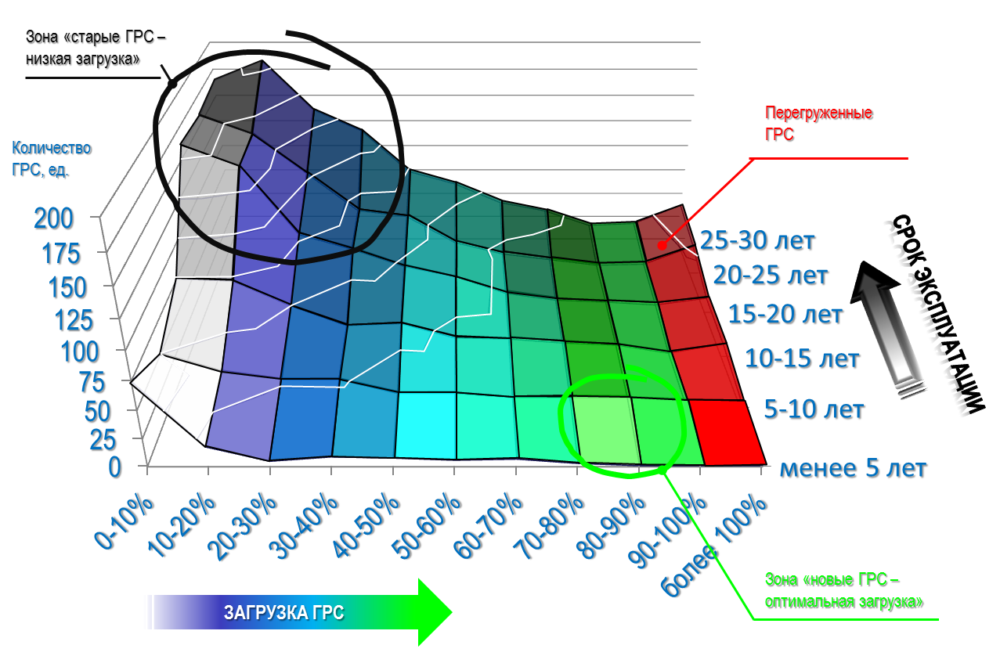 Зона «старые ГРС –
низкая загрузка»
Перегруженные
ГРС
Количество
ГРС, ед.
200
175
150
125
100
75
50
25
0
25-30 лет
20-25 лет
15-20 лет
10-15 лет
5-10 лет
менее 5 лет
СРОК ЭКСПЛУАТАЦИИ
0-10%
10-20%
20-30%
30-40%
40-50%
50-60%
60-70%
70-80%
80-90%
90-100%
более 100%
ЗАГРУЗКА ГРС
Зона «новые ГРС –
оптимальная загрузка»